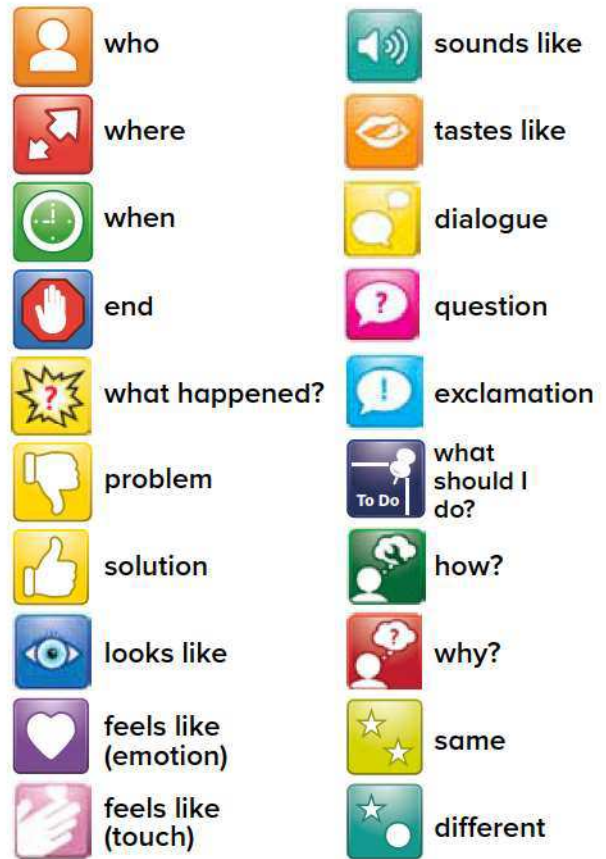 who
where
when
end
what happened?
problem
solution
looks like
feels like
(emotion)
feels like
(touch)
sounds like
tastes like
dialogue
?
question
!
exclamation
To Do
what
should I
do?
how?
?
why?
same
different
?